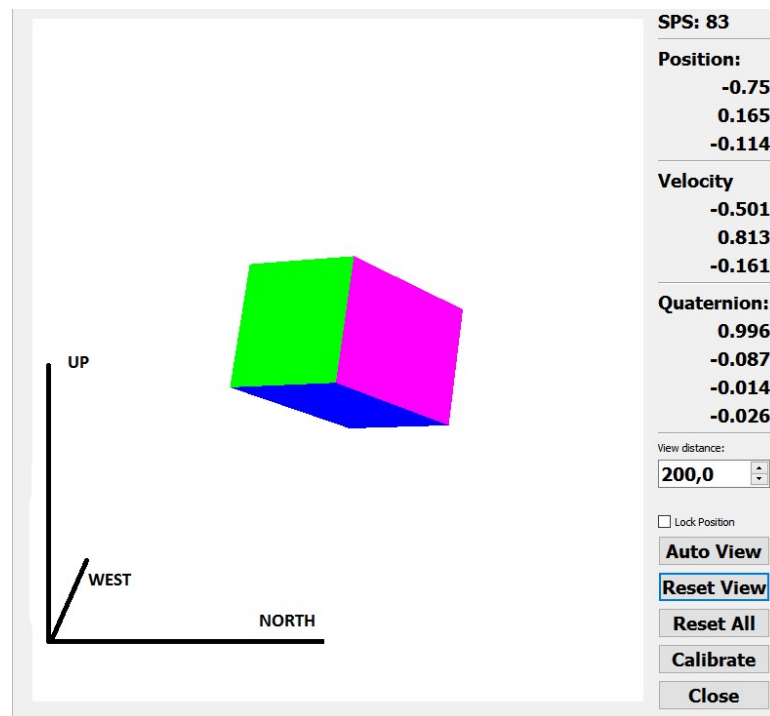 SPS: 83
Position:
-0.75
0.165
-0.114
Velocity
-0.501
0.813
-0.161
Quaternion:
0.996
-0.087
-0.014
-0.026
View distance:
200,0
Lock Position
Auto View
Reset View
Reset All
Calibrate
Close
UP
WEST
NORTH